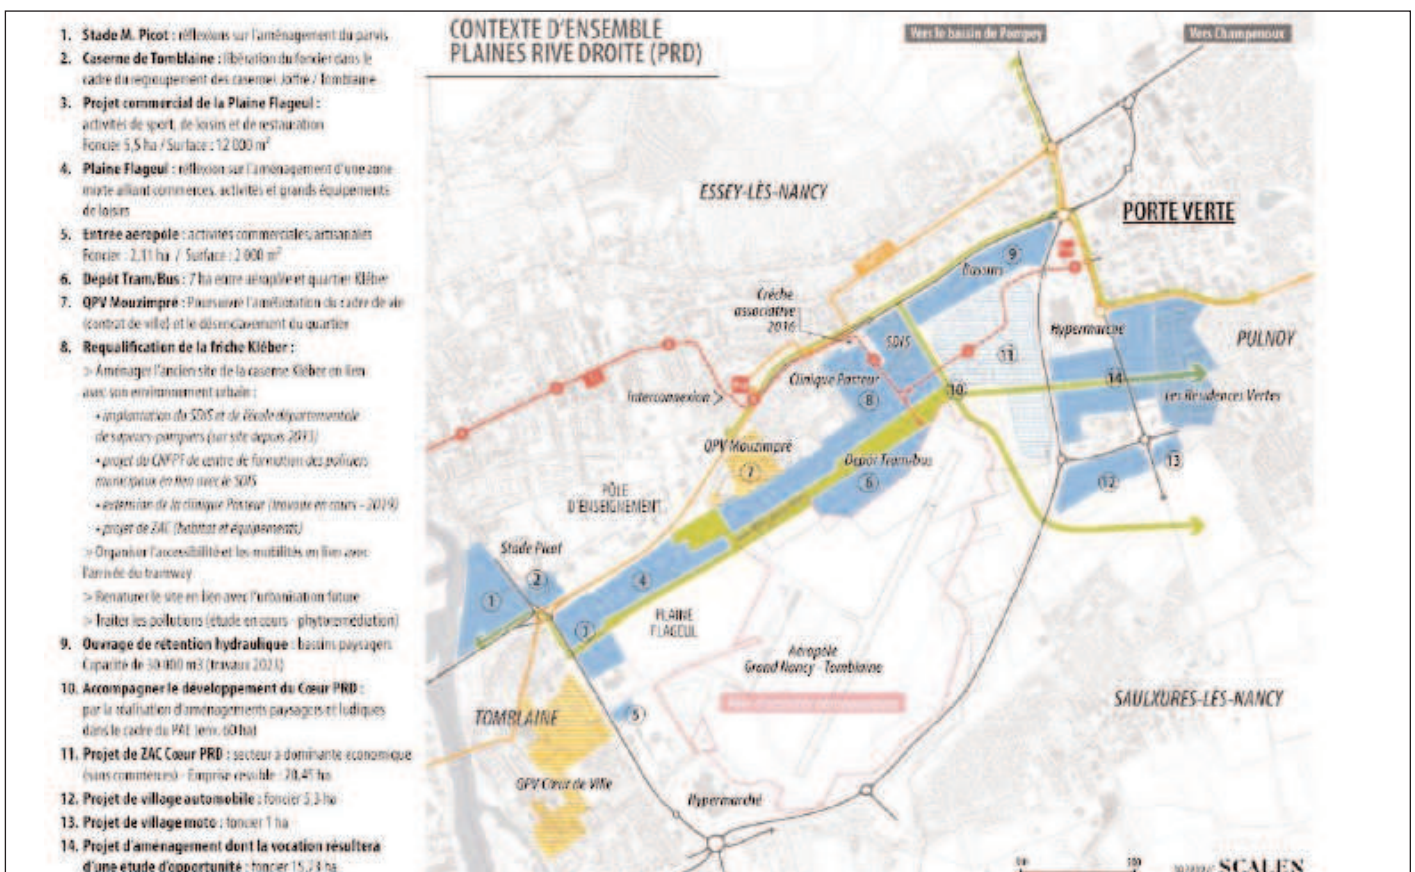 1. Stade M. Picot : réflexions sur l'aménagement du parvis
2. Caserne de Tomblaine : libération du foncier dans le
cadre du regroupement des casernes Joffre / Tomblaine
3. Projet commercial de la Plaine Flageul :
activités de sport, de loisirs et de restauration
Foncier 5,5 ha / Surface : 12 000 m²
4. Plaine Flageul : réflexion sur l'aménagement d'une zone
mixte alliant commerces, activités et grands équipements
de loisirs
5. Entrée aeropôle : activités commerciales, artisanales
Foncier : 2,11 ha / Surface : 2 000 m²
6. Dépôt Tram/Bus : 7 ha entre aéropôle et quartier Kléber
7. QPV Mouzimpré : Poursuivre l'amélioration du cadre de vie
(contrat de ville) et le désenclavement du quartier
8. Requalification de la friche Kléber :
> Aménager l'ancien site de la caserne Kléber en lien
avec son environnement urbain :
• implantation du SDIS et de l'école départementale
de sapeurs-pompiers (sur site depuis 2013)
• projet du CNFPT de centre de formation des policiers
municipaux en lien avec le SDIS
• extension de la clinique Pasteur (travaux en cours - 2019)
• projet de ZAC (habitat et équipements)
> Organiser l'accessibilité et les mobilités en lien avec
l'arrivée du tramway
> Renaturer le site en lien avec l'urbanisation future
> Traiter les pollutions (étude en cours - phytoremédiation)
9. Ouvrage de rétention hydraulique : bassins paysagers
Capacité de 30 000 m3 (travaux 2021)
10. Accompagner le développement du Cœur PRD :
par la réalisation d'aménagements paysagers et ludiques
dans le cadre du PAE (env. 60 ha)
11. Projet de ZAC Cœur PRD : secteur à dominante économique
(sans commerces) - Emprise cessible : 20,45 ha
12. Projet de village automobile : foncier 5,3 ha
13. Projet de village moto : foncier 1 ha
14. Projet d'aménagement dont la vocation résultera
d'une étude d'opportunité : foncier 15,23 ha
CONTEXTE D'ENSEMBLE
PLAINES RIVE DROITE (PRD)
Vers le bassin de Pompey
Vers Champenoux
ESSEY-LÈS-NANCY
PORTE VERTE
9
Bassins
Crèche
associative
2016
SDIS
11
Hypermarché
PULNOY
Clinique Pasteur
8
10
14
Les Résidences Vertes
Interconnexion
QPV Mouzimpré
7
Dépôt Tram/bus
6
13
12
PÔLE
D'ENSEIGNEMENT
Stade Picot
2
1
4
3
PLAINE
FLAGEUL
Aéropôle
Grand Nancy - Tomblaine
SAULXURES-LÈS-NANCY
TOMBLAINE
5
QPV Cœur de Ville
Hypermarché
SCALEN